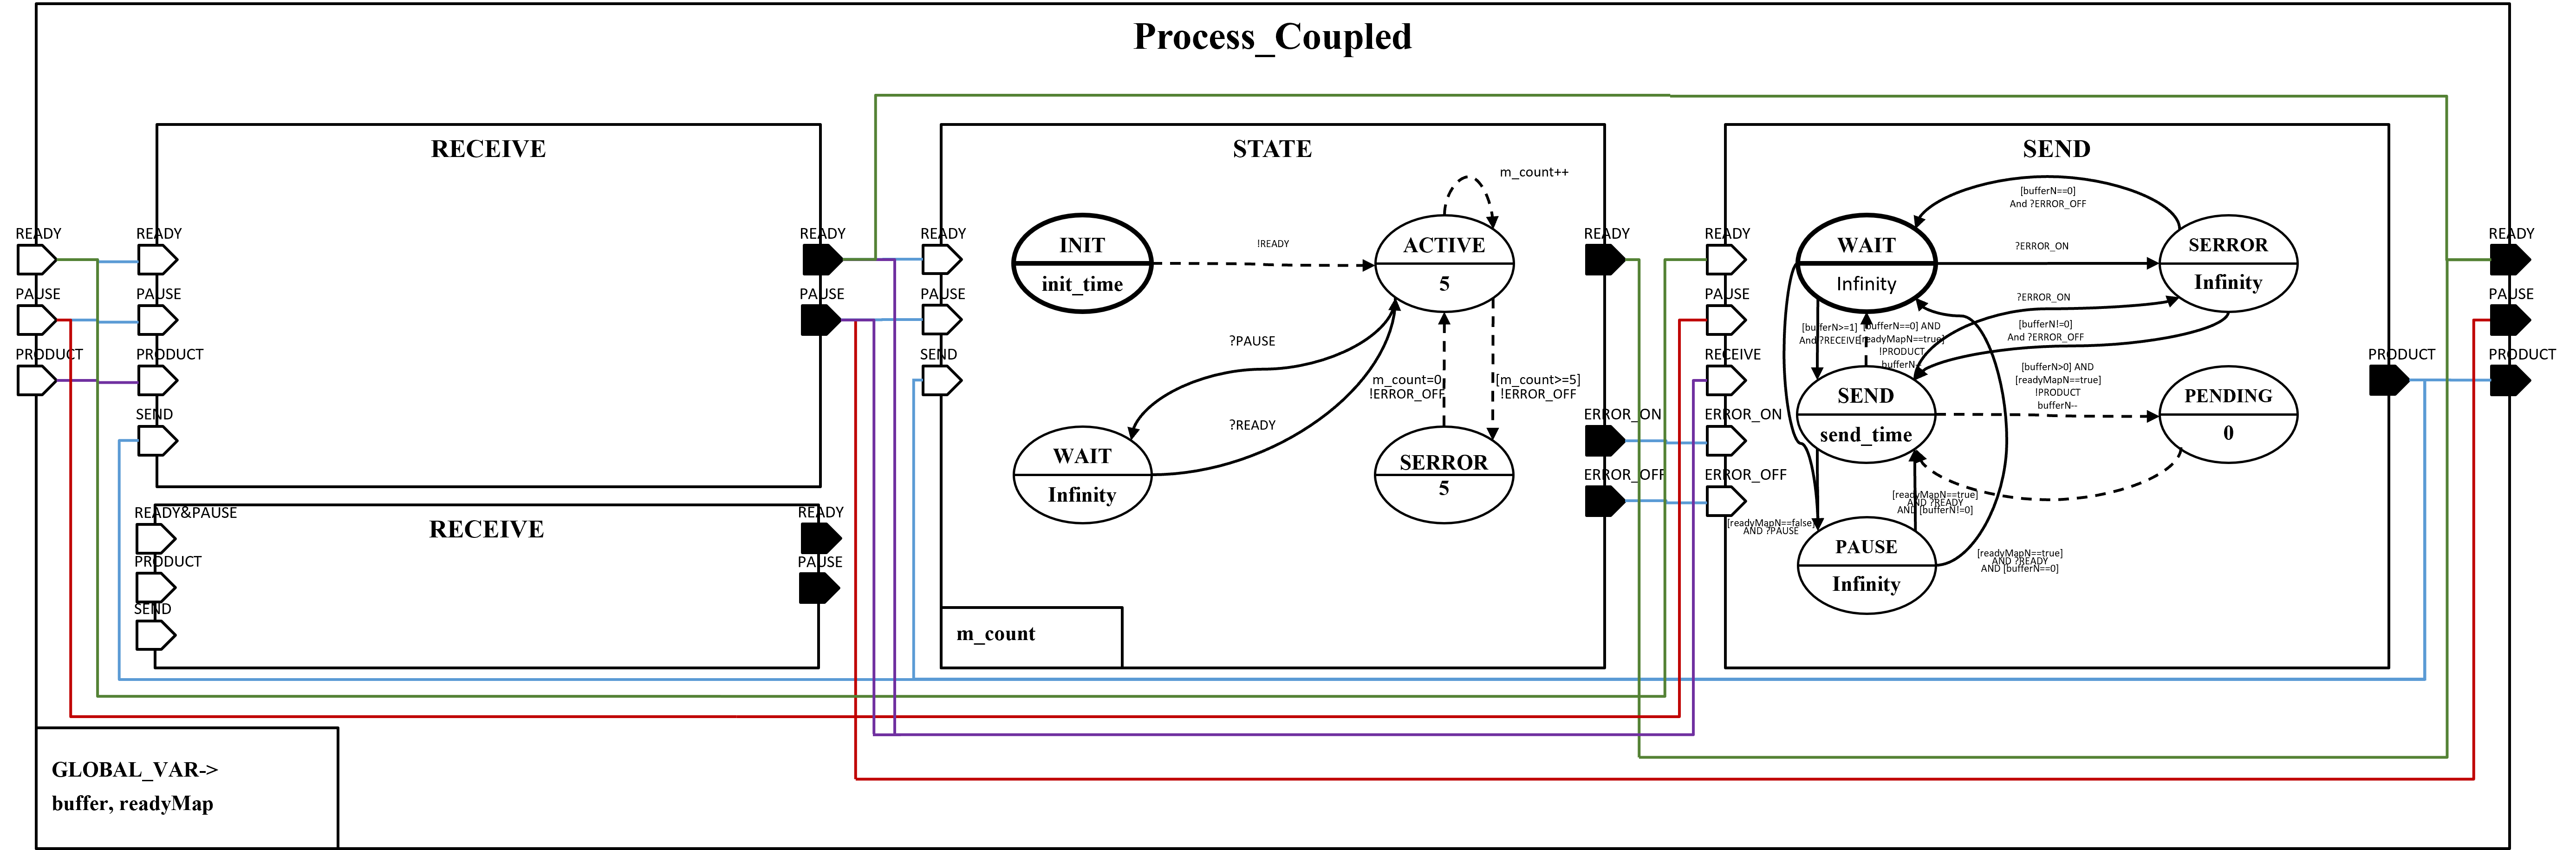 Process_Coupled
READY
PAUSE
PRODUCT
RECEIVE
READY
PAUSE
PRODUCT
SEND
READY
PAUSE
RECEIVE
READY&PAUSE
PRODUCT
SEND
READY
PAUSE
STATE
READY
PAUSE
SEND
INIT
init_time
!READY
m_count++
ACTIVE
5
?PAUSE
?READY
WAIT
Infinity
m_count=0
!ERROR_OFF
[m_count>=5]
!ERROR_OFF
SERROR
5
m_count
READY
ERROR_ON
ERROR_OFF
SEND
READY
PAUSE
RECEIVE
ERROR_ON
ERROR_OFF
WAIT
Infinity
[bufferN==0]
And ?ERROR_OFF
?ERROR_ON
SERROR
Infinity
?ERROR_ON
[bufferN!=0]
And ?ERROR_OFF
[bufferN>=1]
And ?RECEIVE
[bufferN==0] AND
[readyMapN==true]
!PRODUCT
bufferN-
SEND
send_time
[bufferN>0] AND
[readyMapN==true]
!PRODUCT
bufferN--
PENDING
0
[readyMapN==true]
AND ?READY
AND [bufferN!=0]
[readyMapN==false]
AND ?PAUSE
PAUSE
Infinity
[readyMapN==true]
AND ?READY
AND [bufferN==0]
PRODUCT
READY
PAUSE
PRODUCT
GLOBAL_VAR->
buffer, readyMap